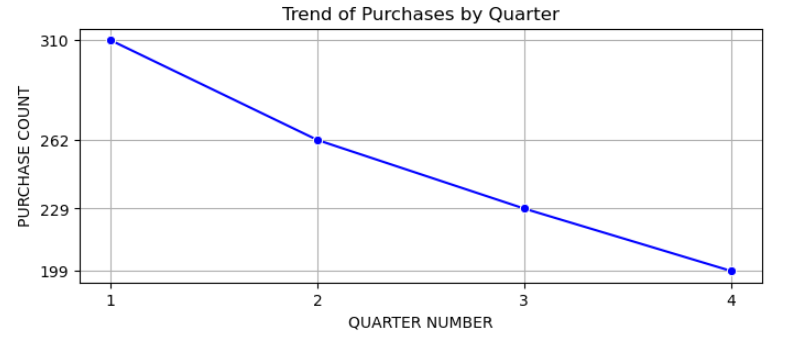 Trend of Purchases by Quarter
PURCHASE COUNT
310
262
229
199
1 2 3 4
QUARTER NUMBER